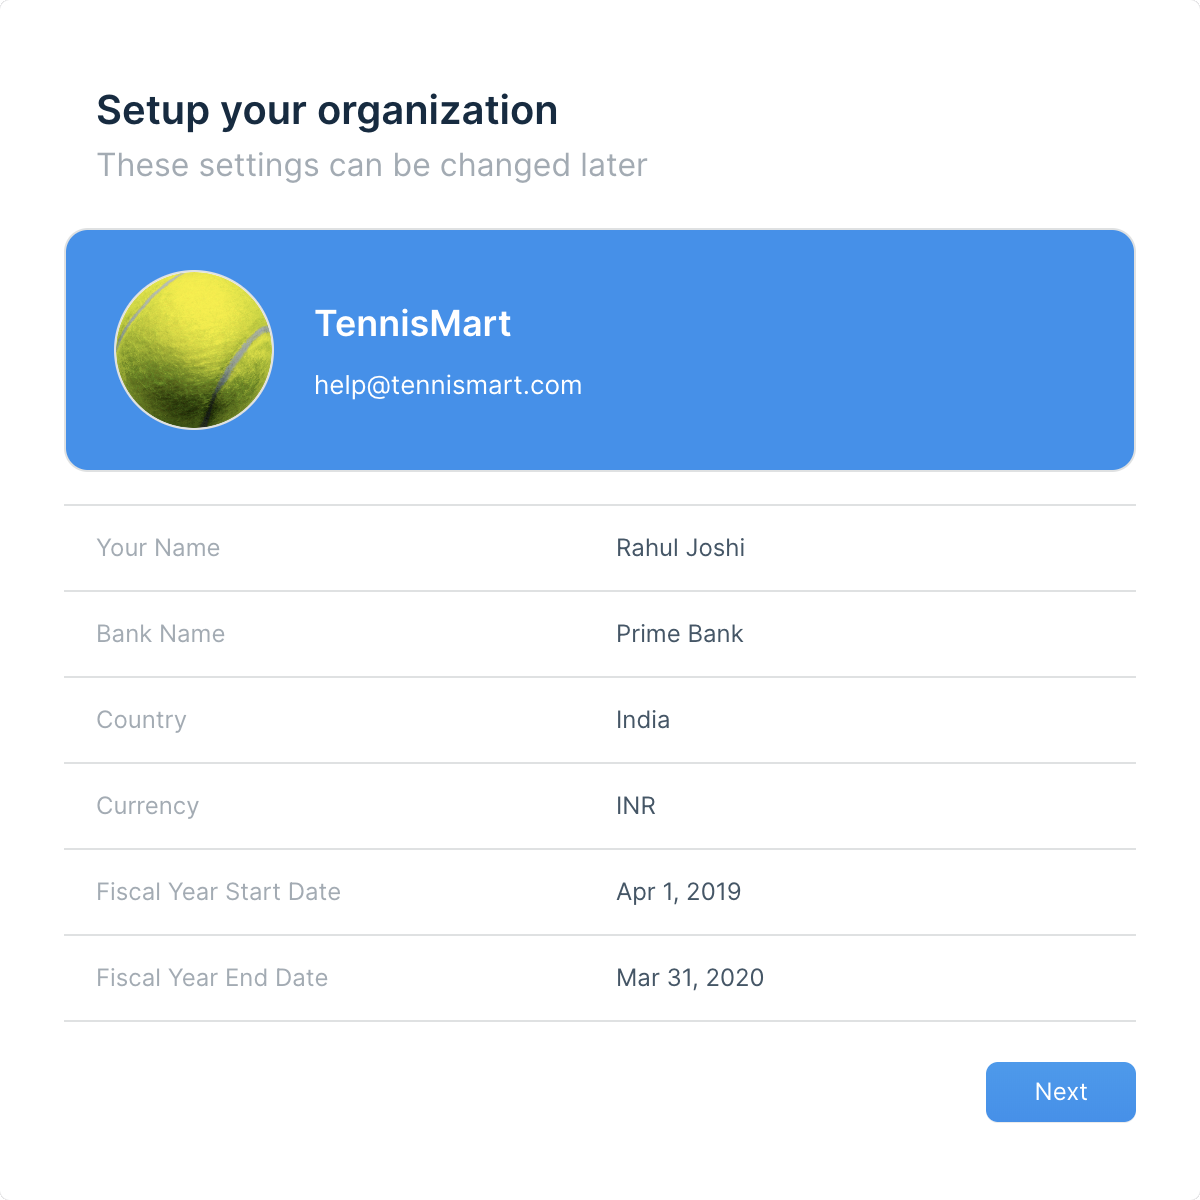 Setup your organization
These settings can be changed later
TennisMart
help@tennismart.com
Your Name Rahul Joshi
Bank Name Prime Bank
Country India
Currency INR
Fiscal Year Start Date Apr 1, 2019
Fiscal Year End Date Mar 31, 2020
Next